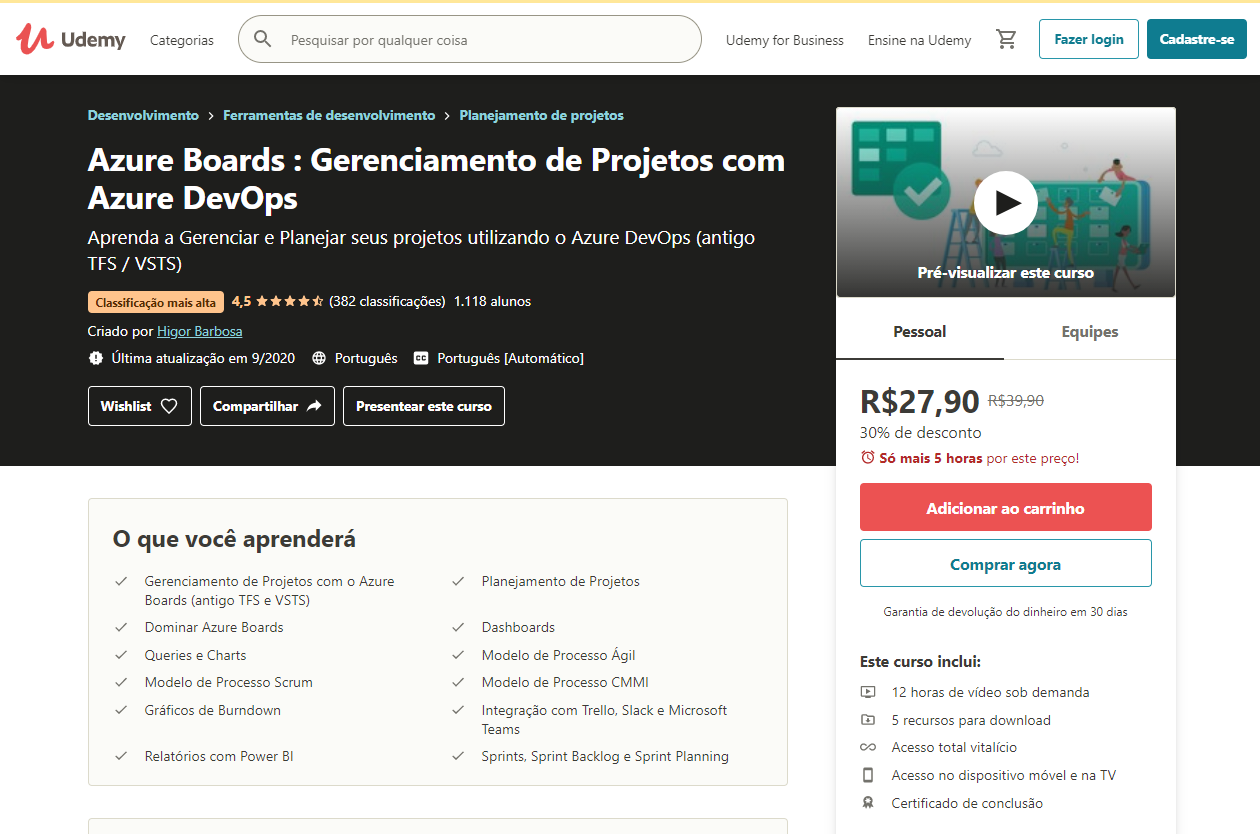 Udemy
Categorias
Pesquisar por qualquer coisa
Udemy for Business
Ensine na Udemy
Fazer login
Cadastre-se
Desenvolvimento > Ferramentas de desenvolvimento > Planejamento de projetos
Azure Boards : Gerenciamento de Projetos com
Azure DevOps
Aprenda a Gerenciar e Planejar seus projetos utilizando o Azure DevOps (antigo
TFS / VSTS)
Classificação mais alta 4,5 (382 classificações) 1.118 alunos
Criado por Higor Barbosa
Última atualização em 9/2020 Português CC Português [Automático]
Wishlist
Compartilhar
Presentear este curso
Pré-visualizar este curso
Pessoal
Equipes
R$27,90 R$39,90
30% de desconto
Só mais 5 horas por este preço!
Adicionar ao carrinho
Comprar agora
Garantia de devolução do dinheiro em 30 dias
Este curso inclui:
12 horas de vídeo sob demanda
5 recursos para download
Acesso total vitalício
Acesso no dispositivo móvel e na TV
Certificado de conclusão
O que você aprenderá
Gerenciamento de Projetos com o Azure
Boards (antigo TFS e VSTS)
Planejamento de Projetos
Dominar Azure Boards
Dashboards
Queries e Charts
Modelo de Processo Ágil
Modelo de Processo Scrum
Modelo de Processo CMMI
Gráficos de Burndown
Integração com Trello, Slack e Microsoft
Teams
Relatórios com Power BI
Sprints, Sprint Backlog e Sprint Planning